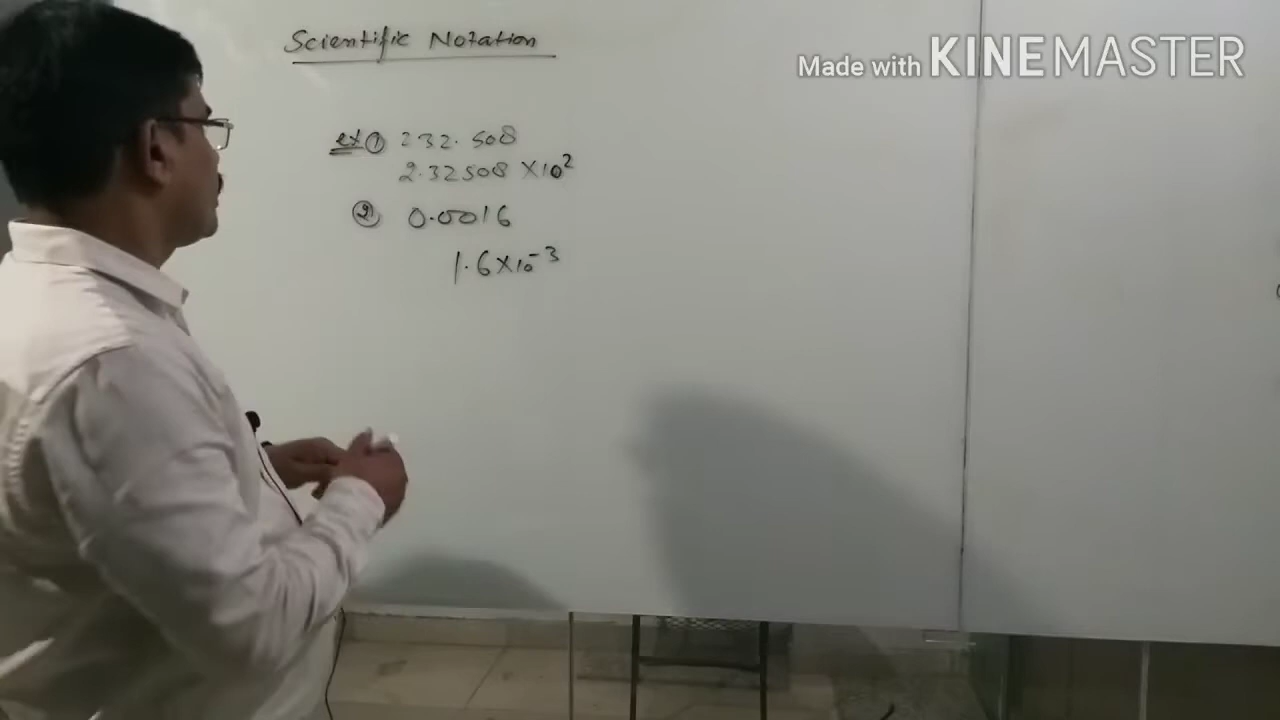 Scientific Notation
Made with KINEMASTER
ex ① 232.508
2.32508 ×10²
② 0.0016
1.6×10⁻³